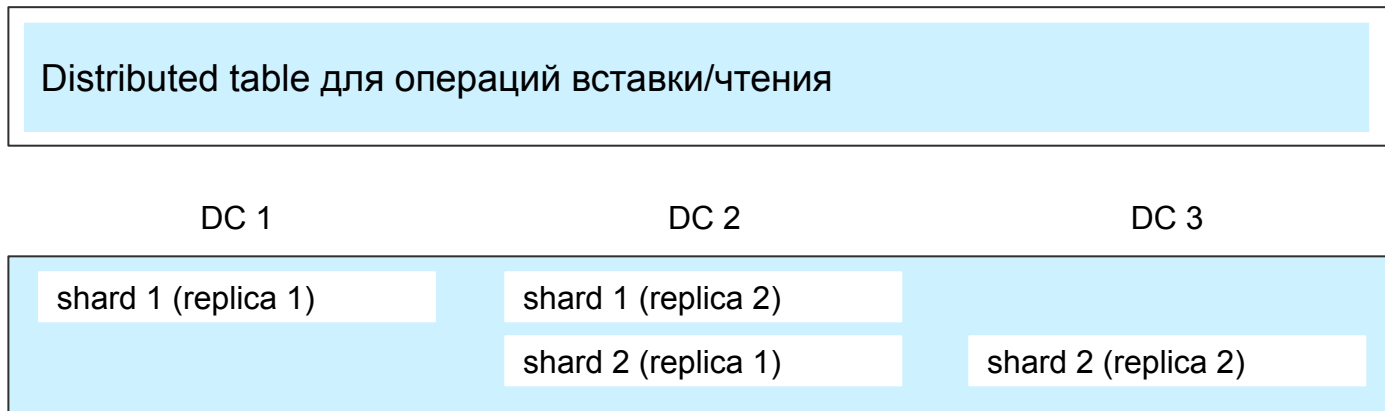 Distributed table для операций вставки/чтения
DC 1 DC 2 DC 3
shard 1 (replica 1) shard 1 (replica 2)
shard 2 (replica 1) shard 2 (replica 2)